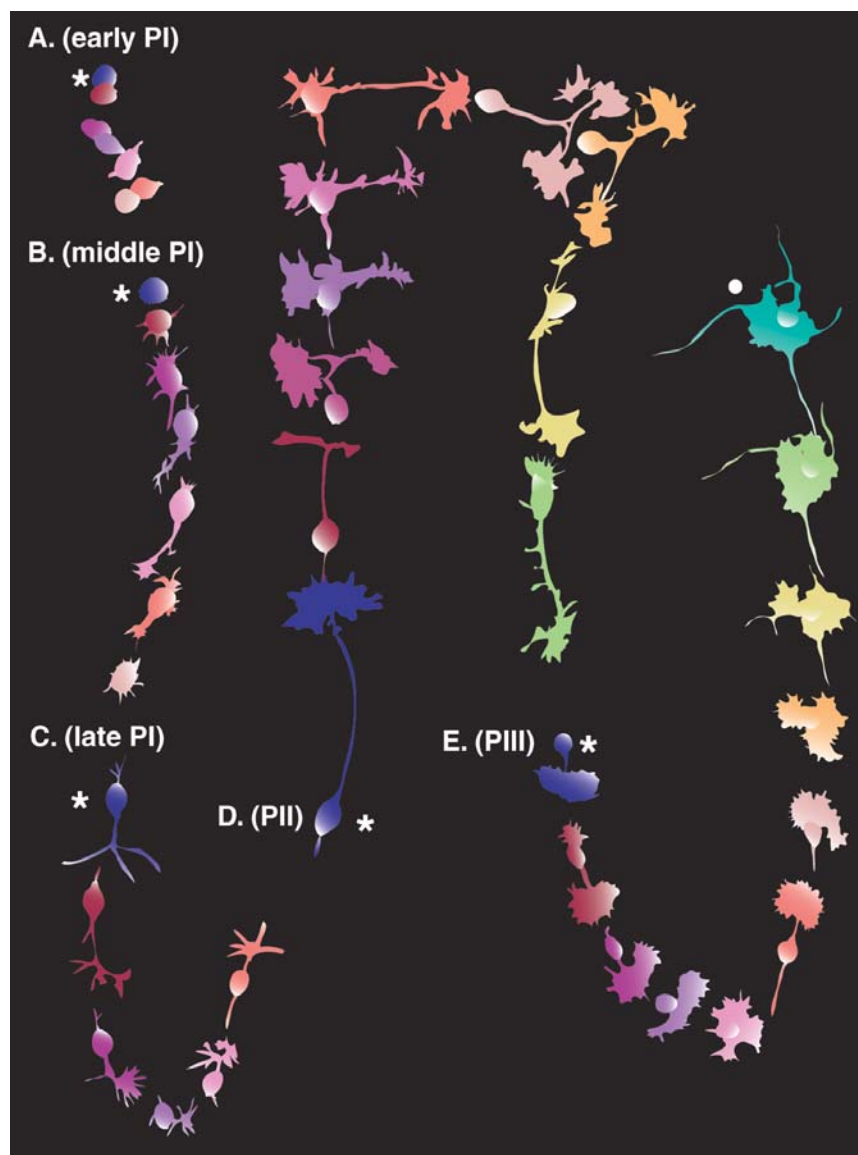 A. (early PI)
*
B. (middle PI)
*
C. (late PI)
*
D. (PII)
*
E. (PIII)
*